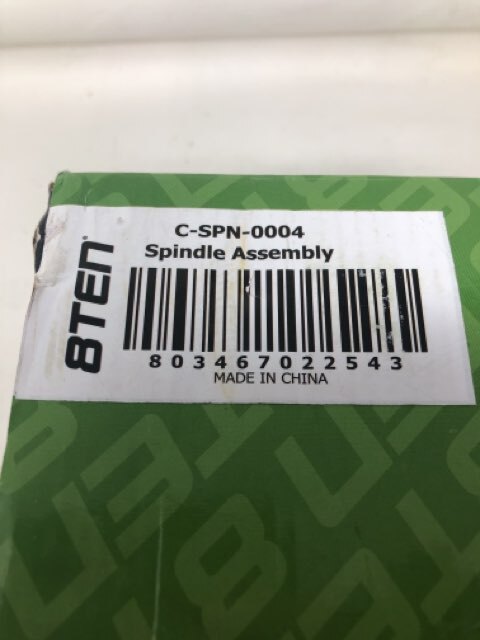 C-SPN-0004
Spindle Assembly
8TEN®
803467022543
MADE IN CHINA